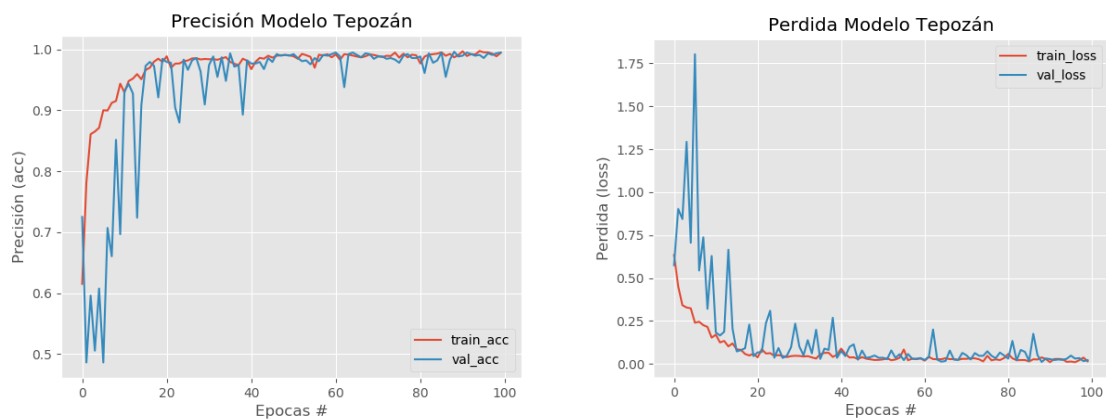 Precisión Modelo Tepozán
Precisión (acc)
1.0
0.9
0.8
0.7
0.6
0.5
train_acc
val_acc
0 20 40 60 80 100
Epocas #
Perdida Modelo Tepozán
Perdida (loss)
train_loss
val_loss
1.75
1.50
1.25
1.00
0.75
0.50
0.25
0.00
0 20 40 60 80 100
Epocas #